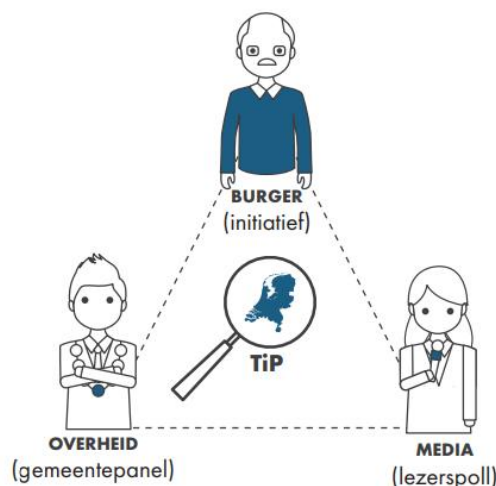 BURGER
(initiatief)
TiP
OVERHEID
(gemeentepanel)
MEDIA
(lezerspoll)